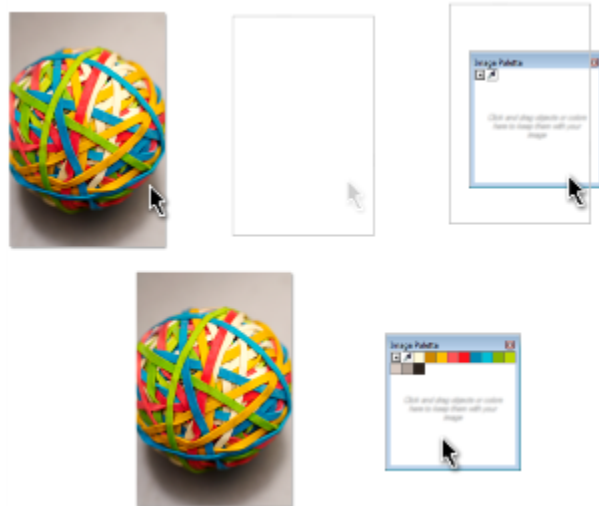 Image Palette
Click and drag objects or colors
here to keep them with your
image
Image Palette
Click and drag objects or colors
here to keep them with your
image